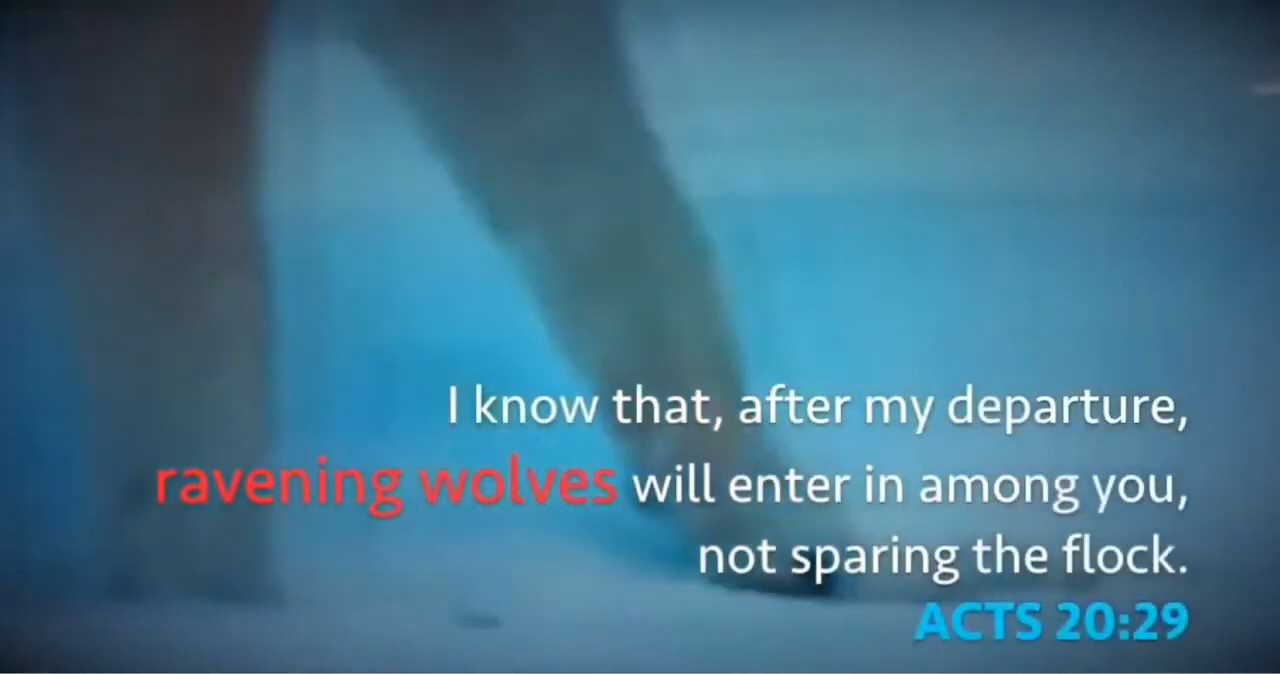 I know that, after my departure,
ravening wolves will enter in among you,
not sparing the flock.
ACTS 20:29